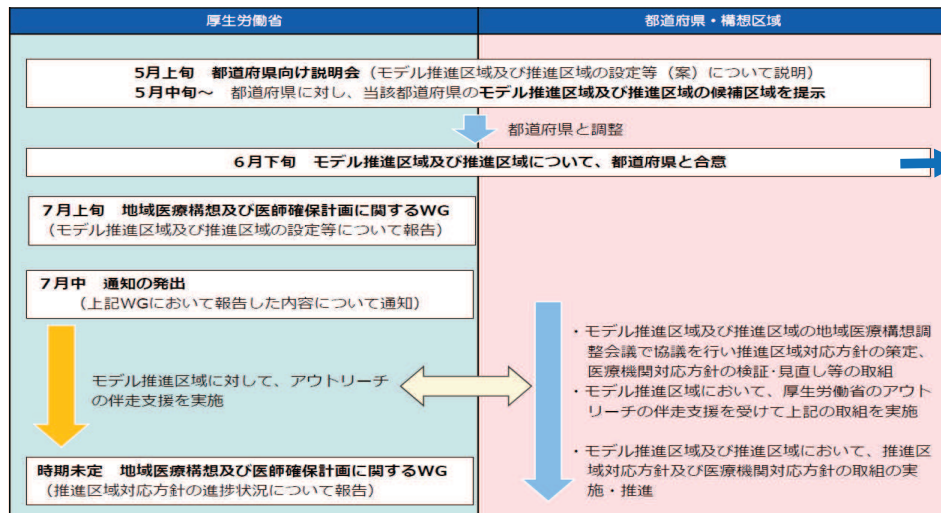 厚生労働省
都道府県・構想区域
5月上旬 都道府県向け説明会（モデル推進区域及び推進区域の設定等（案）について説明）
5月中旬～ 都道府県に対し、当該都道府県のモデル推進区域及び推進区域の候補区域を提示
都道府県と調整
6月下旬 モデル推進区域及び推進区域について、都道府県と合意
7月上旬 地域医療構想及び医師確保計画に関するWG
（モデル推進区域及び推進区域の設定等について報告）
7月中 通知の発出
（上記WGにおいて報告した内容について通知）
モデル推進区域に対して、アウトリーチ
の伴走支援を実施
時期未定 地域医療構想及び医師確保計画に関するWG
（推進区域対応方針の進捗状況について報告）
・モデル推進区域及び推進区域の地域医療構想調
整会議で協議を行い推進区域対応方針の策定、
医療機関対応方針の検証・見直し等の取組
・モデル推進区域において、厚生労働省のアウト
リーチの伴走支援を受けて上記の取組を実施
・モデル推進区域及び推進区域において、推進区
域対応方針及び医療機関対応方針の取組の実
施・推進